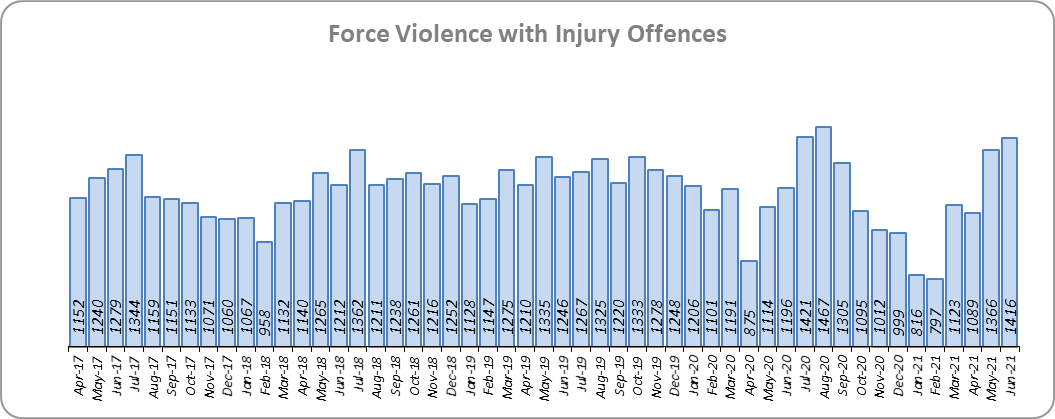 Force Violence with Injury Offences
1152 1240 1279 1344 1159 1151 1133 1071 1060 1067 958 1132 1140 1265 1212 1362 1211 1238 1261 1216 1252 1128 1147 1275 1210 1335 1246 1267 1325 1220 1333 1278 1248 1206 1101 1191 875 1114 1196 1421 1467 1305 1095 1012 999 816 797 1123 1089 1366 1416
Apr-17 May-17 Jun-17 Jul-17 Aug-17 Sep-17 Oct-17 Nov-17 Dec-17 Jan-18 Feb-18 Mar-18 Apr-18 May-18 Jun-18 Jul-18 Aug-18 Sep-18 Oct-18 Nov-18 Dec-18 Jan-19 Feb-19 Mar-19 Apr-19 May-19 Jun-19 Jul-19 Aug-19 Sep-19 Oct-19 Nov-19 Dec-19 Jan-20 Feb-20 Mar-20 Apr-20 May-20 Jun-20 Jul-20 Aug-20 Sep-20 Oct-20 Nov-20 Dec-20 Jan-21 Feb-21 Mar-21 Apr-21 May-21 Jun-21